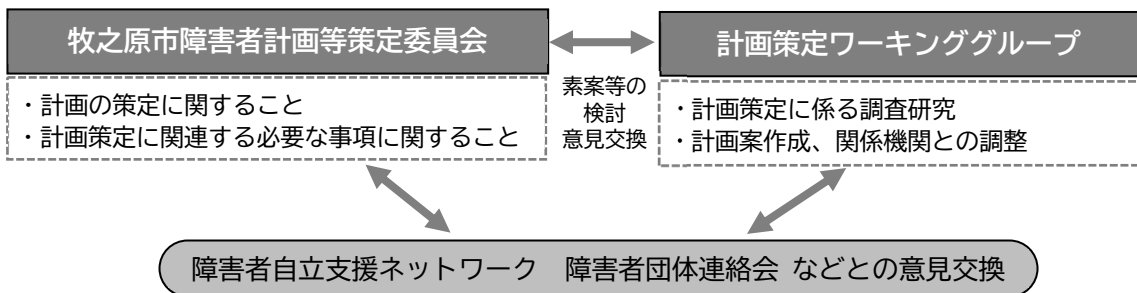 牧之原市障害者計画等策定委員会
計画策定ワーキンググループ
・計画の策定に関すること
・計画策定に関連する必要な事項に関すること
素案等の
検討
意見交換
・計画策定に係る調査研究
・計画案作成、関係機関との調整
障害者自立支援ネットワーク　障害者団体連絡会 などとの意見交換